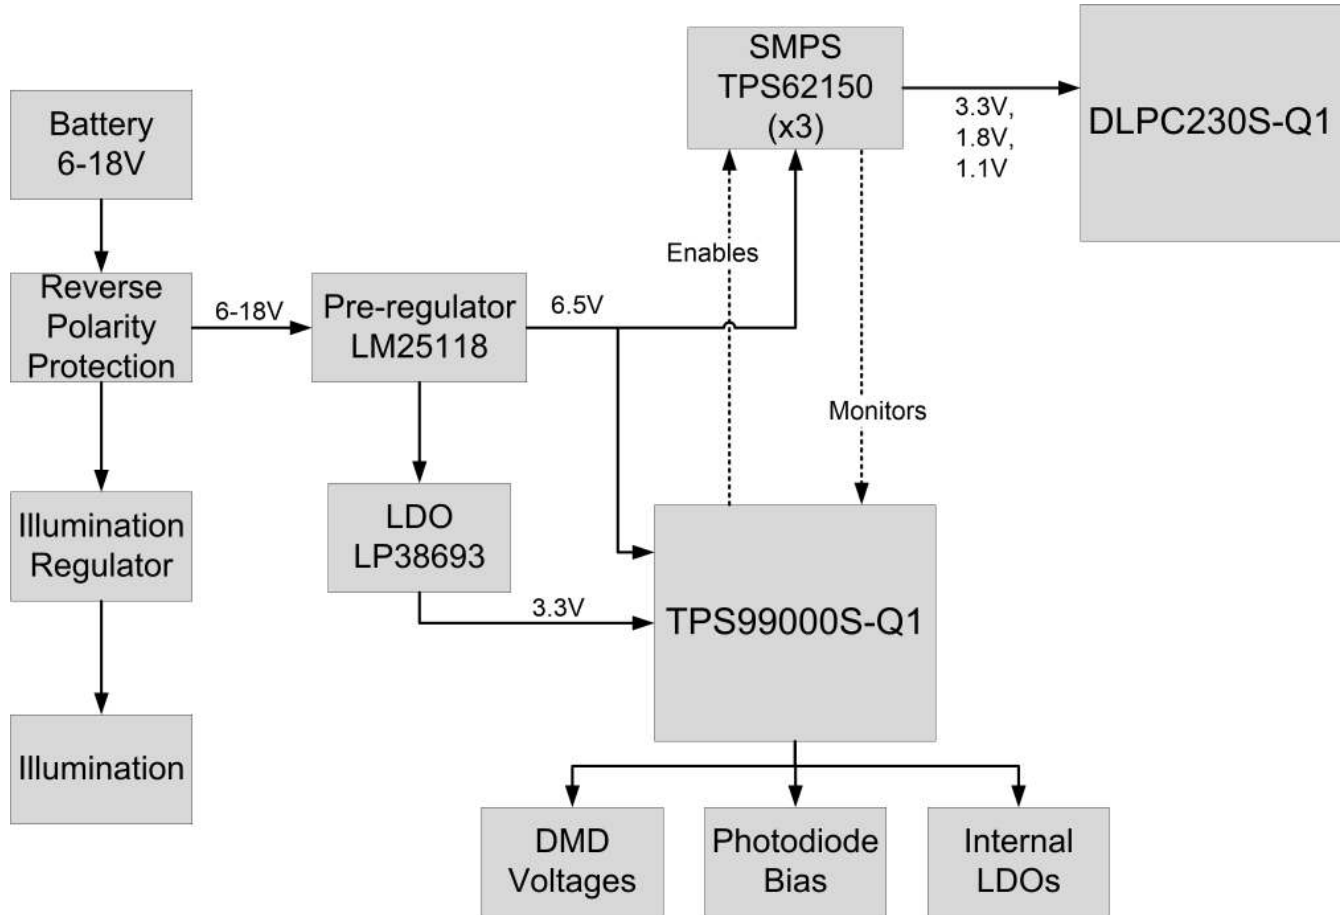 SMPS
TPS62150
(x3)
3.3V,
1.8V,
1.1V
DLPC230S-Q1
Battery
6-18V
Enables
Reverse
Polarity
Protection
6-18V
Pre-regulator
LM25118
6.5V
Monitors
Illumination
Regulator
LDO
LP38693
3.3V
TPS99000S-Q1
Illumination
DMD
Voltages
Photodiode
Bias
Internal
LDOs